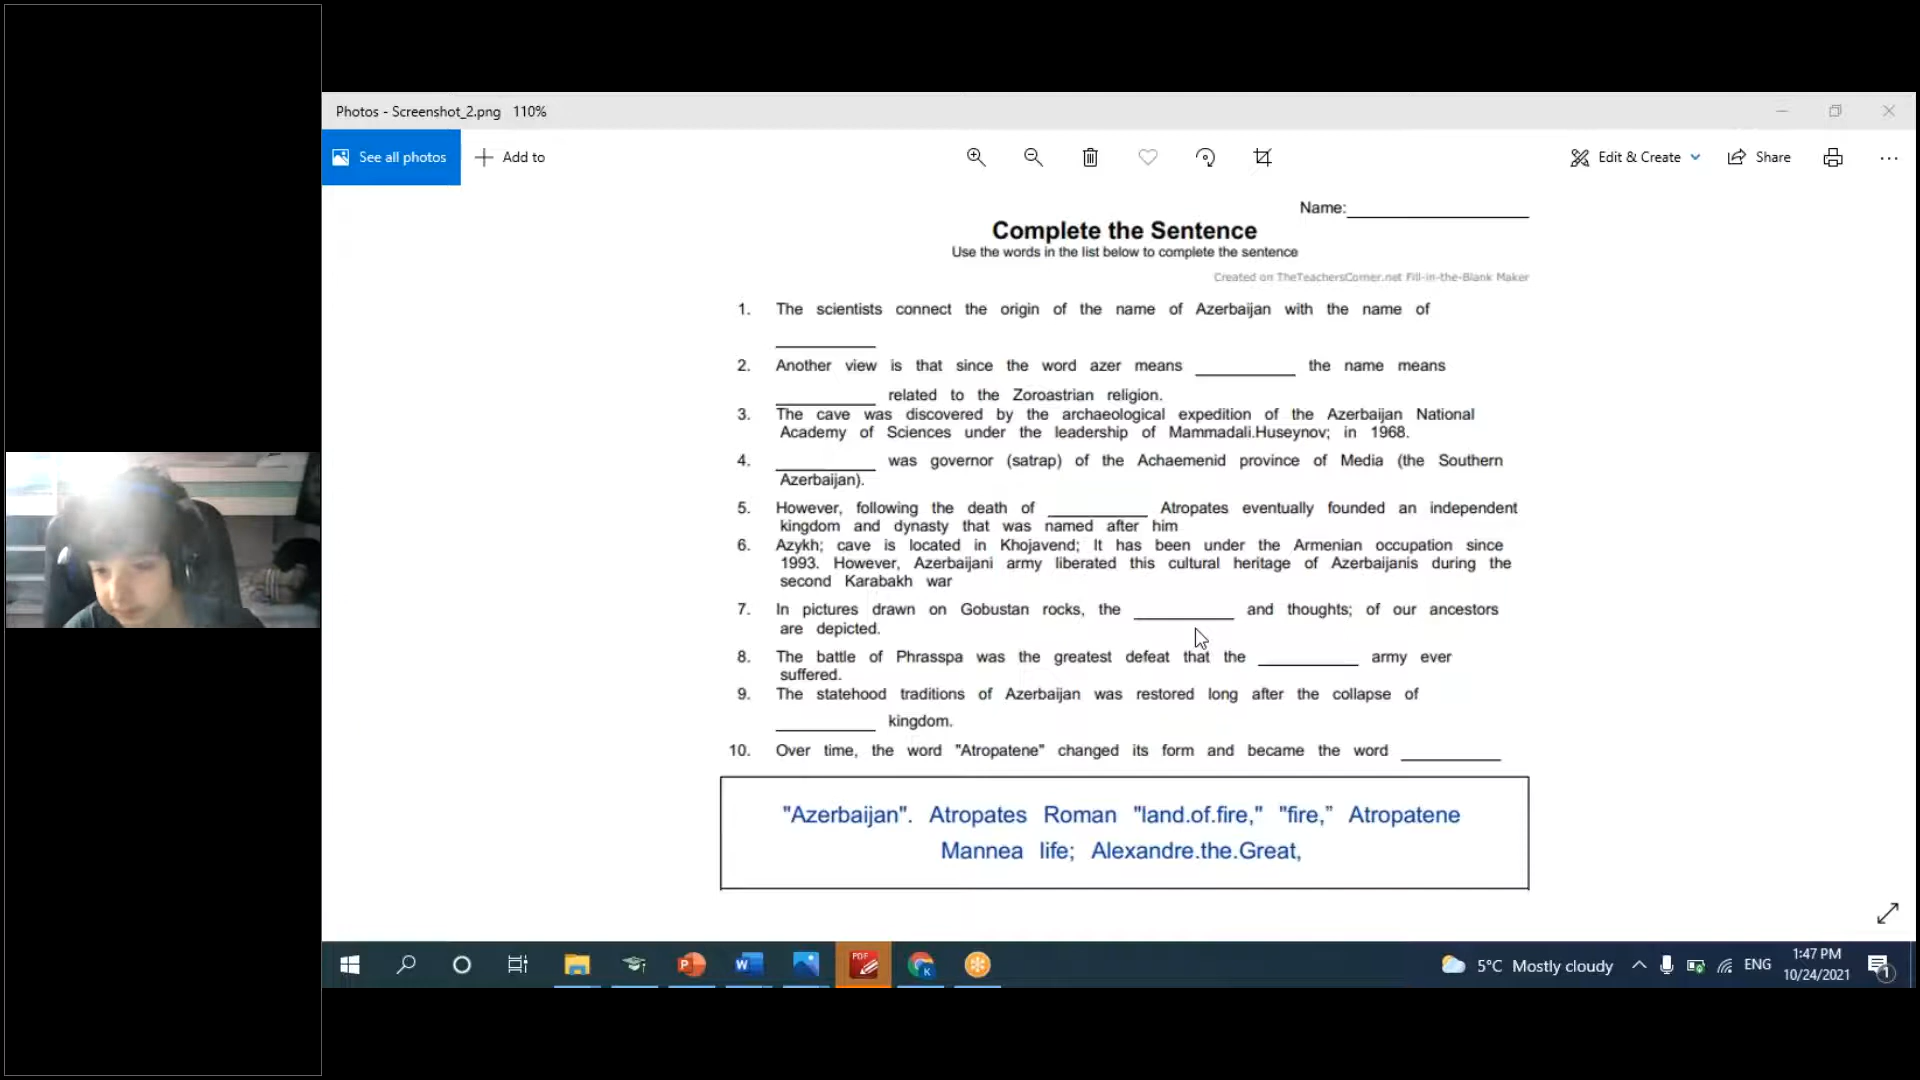 Photos - Screenshot_2.png 110%
See all photos
Add to
Edit & Create
Share
Name:
Complete the Sentence
Use the words in the list below to complete the sentence
Created on TheTeachersCorner.net Fill-in-the-Blank Maker
1. The scientists connect the origin of the name of Azerbaijan with the name of
____________
2. Another view is that since the word azer means ____________ the name means
____________ related to the Zoroastrian religion.
3. The cave was discovered by the archaeological expedition of the Azerbaijan National
Academy of Sciences under the leadership of Mammadali.Huseynov; in 1968.
4. ____________ was governor (satrap) of the Achaemenid province of Media (the Southern
Azerbaijan).
5. However, following the death of ____________ Atropates eventually founded an independent
kingdom and dynasty that was named after him
6. Azykh; cave is located in Khojavend; It has been under the Armenian occupation since
1993. However, Azerbaijani army liberated this cultural heritage of Azerbaijanis during the
second Karabakh war
7. In pictures drawn on Gobustan rocks, the ____________ and thoughts; of our ancestors
are depicted.
8. The battle of Phrasspa was the greatest defeat that the ____________ army ever
suffered.
9. The statehood traditions of Azerbaijan was restored long after the collapse of
____________ kingdom.
10. Over time, the word "Atropatene" changed its form and became the word ____________
"Azerbaijan". Atropates Roman "land.of.fire," "fire,” Atropatene
Mannea life; Alexandre.the.Great,
5°C Mostly cloudy
ENG
1:47 PM
10/24/2021
1